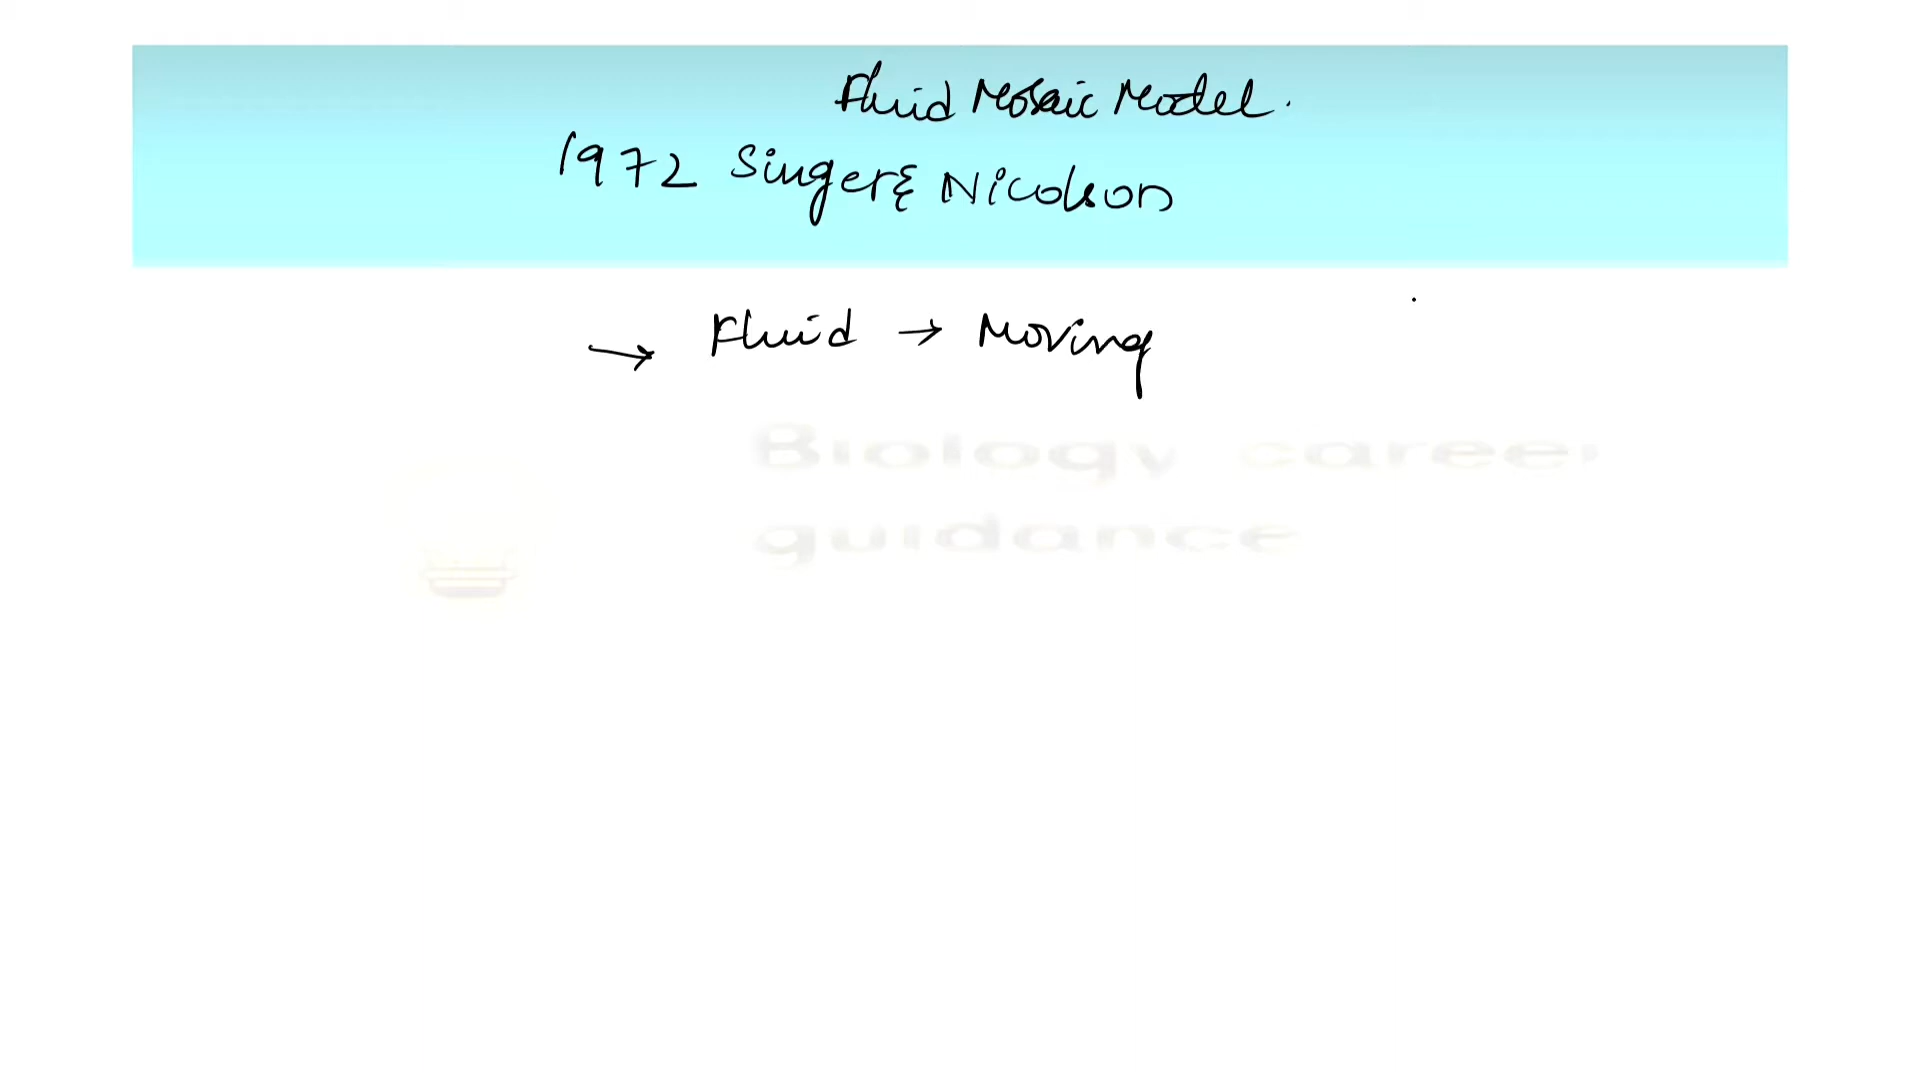 Fluid Mosaic Model.
1972 Singer & Nicolson
→ Fluid → Moving
Biology career
guidance